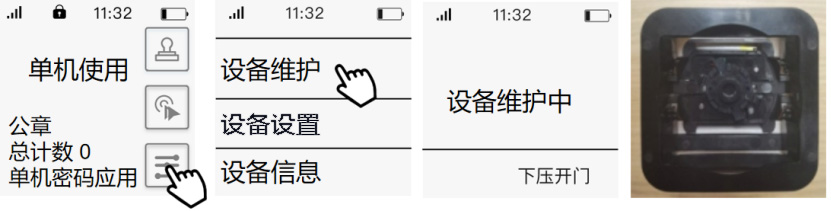 11:32
单机使用
公章
总计数 0
单机密码应用
11:32
设备维护
设备设置
设备信息
11:32
设备维护中
下压开门